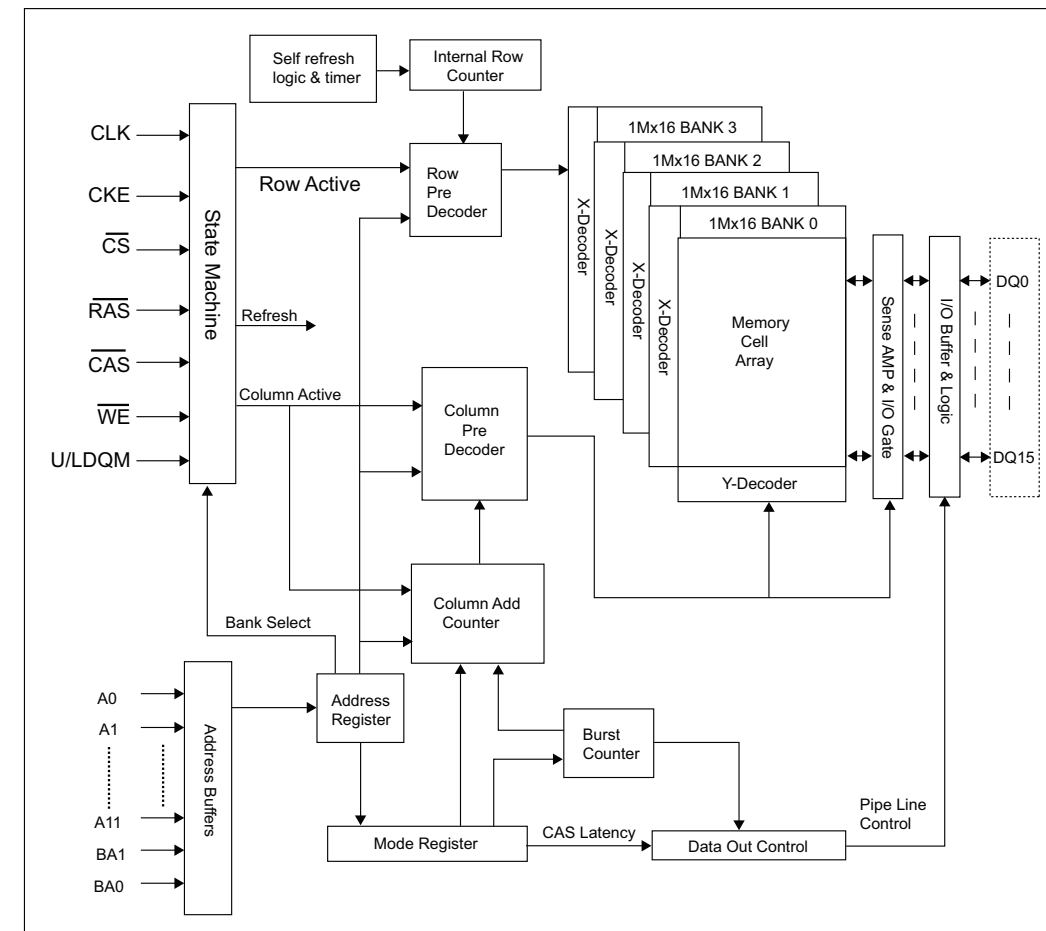 Self refresh
logic & timer
Internal Row
Counter
CLK
CKE
CS
RAS
CAS
WE
U/LDQM
State Machine
Row Active
Refresh
Column Active
Row
Pre
Decoder
Column
Pre
Decoder
Column Add
Counter
Bank Select
X-Decoder
X-Decoder
X-Decoder
X-Decoder
1Mx16 BANK 3
1Mx16 BANK 2
1Mx16 BANK 1
1Mx16 BANK 0
Memory
Cell
Array
Y-Decoder
Sense AMP & I/O Gate
I/O Buffer & Logic
DQ0
DQ15
A0
A1
A11
BA1
BA0
Address Buffers
Address
Register
Burst
Counter
Mode Register
CAS Latency
Data Out Control
Pipe Line
Control